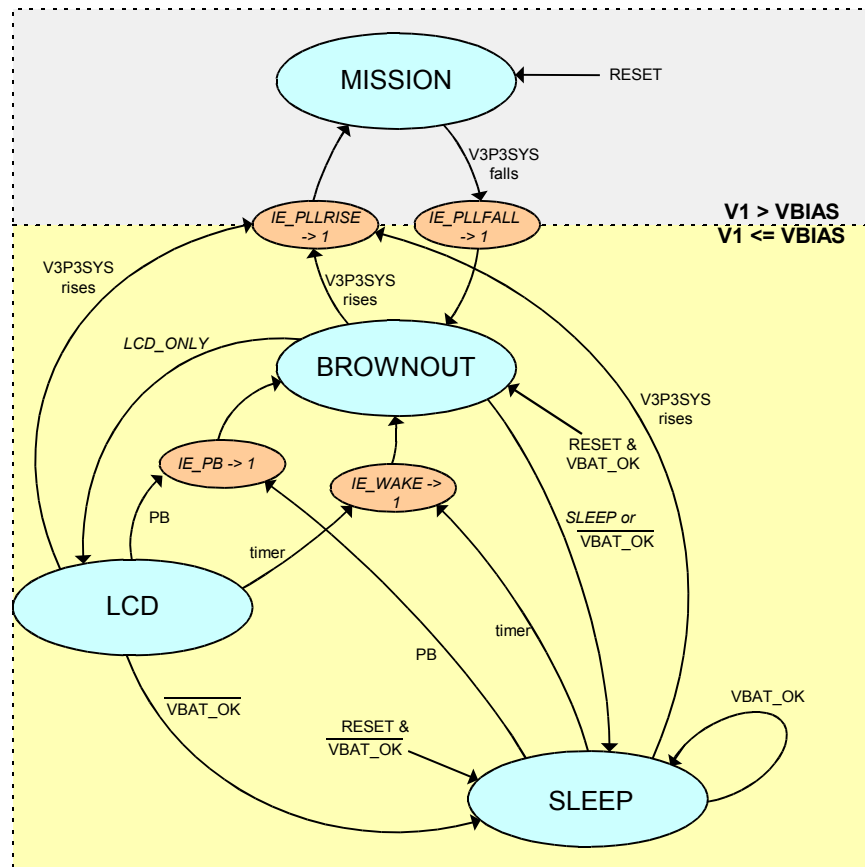 MISSION
RESET
V3P3SYS
falls
IE_PLLRISE
-> 1
IE_PLLFALL
-> 1
V1 > VBIAS
V1 <= VBIAS
V3P3SYS
rises
V3P3SYS
rises
LCD_ONLY
BROWNOUT
V3P3SYS
rises
RESET &
VBAT_OK
IE_PB -> 1
IE_WAKE ->
1
PB
timer
SLEEP or
VBAT_OK
LCD
timer
PB
VBAT_OK
RESET &
VBAT_OK
VBAT_OK
SLEEP